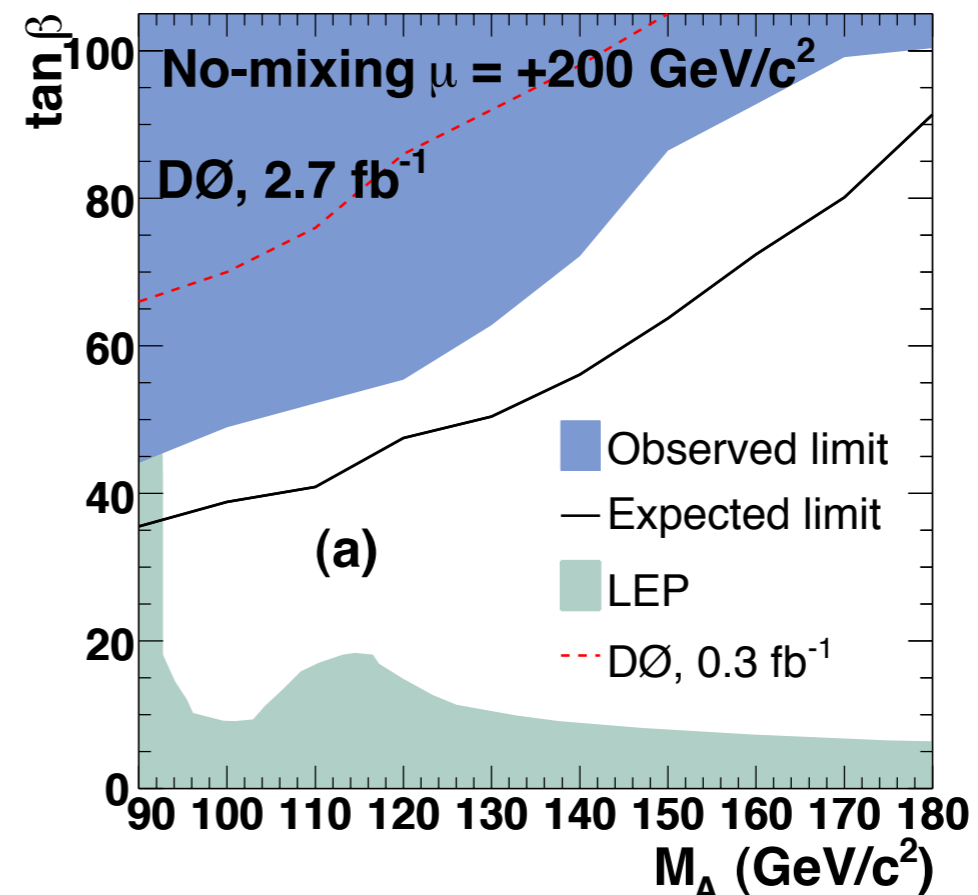 tan β
100
80
60
40
20
0
No-mixing μ = +200 GeV/c²
DØ, 2.7 fb⁻¹
(a)
Observed limit
Expected limit
LEP
DØ, 0.3 fb⁻¹
90 100 110 120 130 140 150 160 170 180
M_A (GeV/c²)